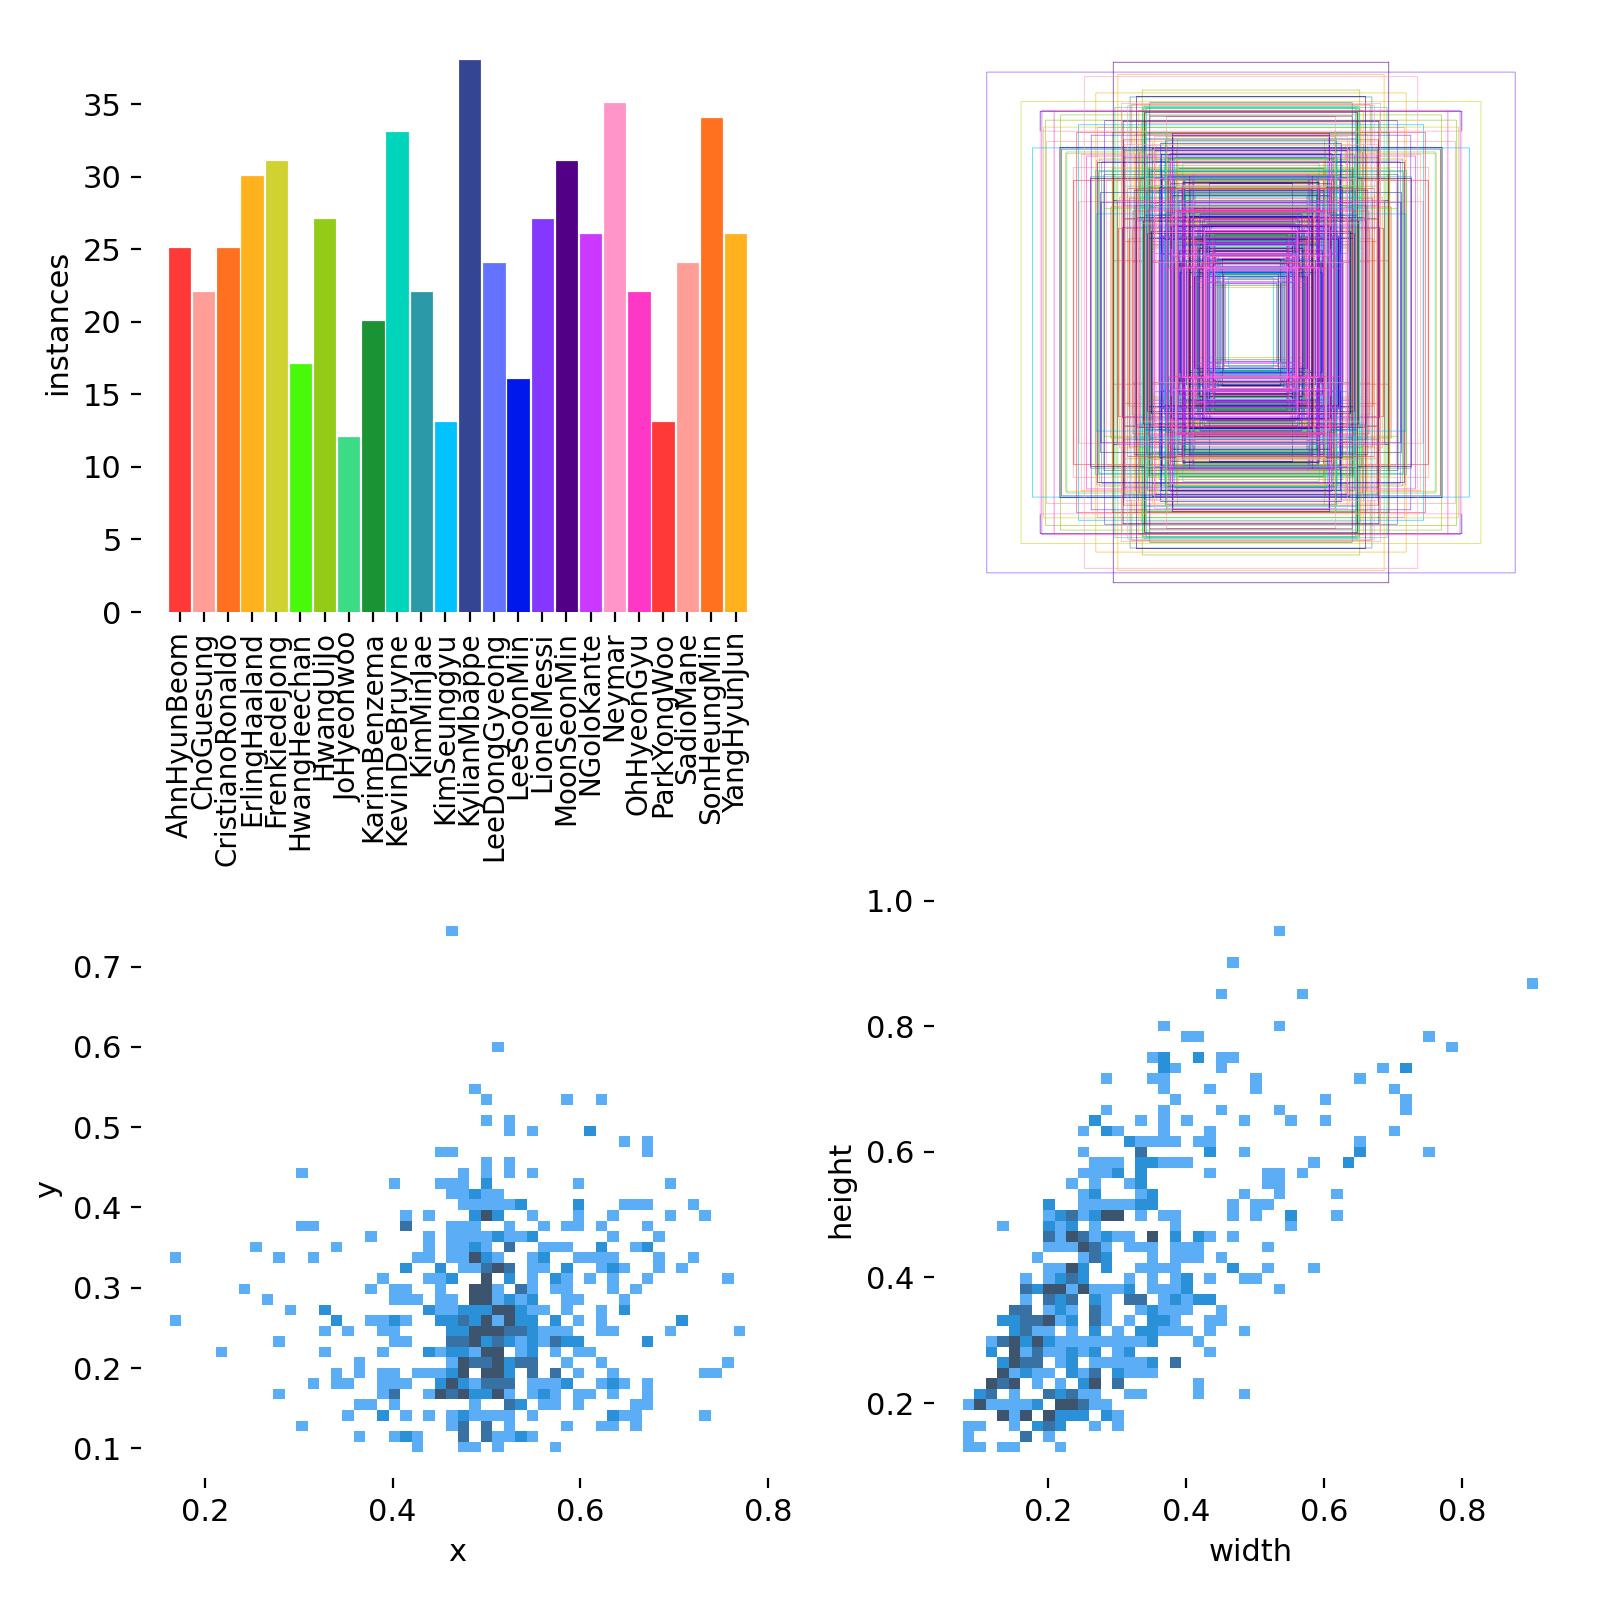 instances
35
30
25
20
15
10
5
0
AhnHyunBeom
ChoGuesung
CristianoRonaldo
ErlingHaaland
FrenkiedeJong
HwangHeechan
HwangUiJo
JoHyeonwoo
KarimBenzema
KevinDeBruyne
KimMinJae
KimSeunggyu
KylianMbappe
LeeDongGyeong
LeeSoonMin
LionelMessi
MoonSeonMin
NGoloKante
Neymar
OhHyeonGyu
ParkYongWoo
SadioMane
SonHeungMin
YangHyunJun
y
0.7
0.6
0.5
0.4
0.3
0.2
0.1
0.2 0.4 0.6 0.8
x
height
1.0
0.8
0.6
0.4
0.2
0.2 0.4 0.6 0.8
width